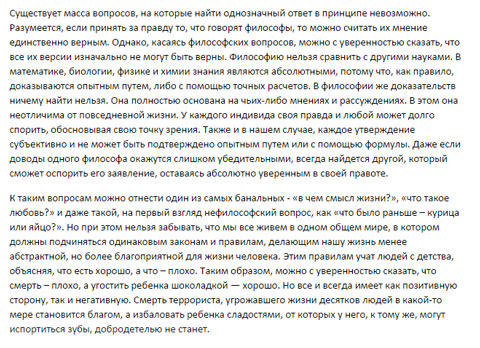 Существует масса вопросов, на которые найти однозначный ответ в принципе невозможно.
Разумеется, если принять за правду то, что говорят философы, то можно считать их мнение
единственно верным. Однако, касаясь философских вопросов, можно с уверенностью сказать, что
все их версии изначально не могут быть верны. Философию нельзя сравнить с другими науками. В
математике, биологии, физике и химии знания являются абсолютными, потому что, как правило,
доказываются опытным путем, либо с помощью точных расчетов. В философии же доказательств
ничему найти нельзя. Она полностью основана на чьих-либо мнениях и рассуждениях. В этом она
неотличима от повседневной жизни. У каждого индивида своя правда и любой может долго
спорить, обосновывая свою точку зрения. Также и в нашем случае, каждое утверждение
субъективно и не может быть подтверждено опытным путем или с помощью формулы. Даже если
доводы одного философа окажутся слишком убедительными, всегда найдется другой, который
сможет оспорить его заявление, оставаясь абсолютно уверенным в своей правоте.
К таким вопросам можно отнести один из самых банальных - «в чем смысл жизни?», «что такое
любовь?» и даже такой, на первый взгляд нефилософский вопрос, как «что было раньше – курица
или яйцо?». Но при этом нельзя забывать, что мы все живем в одном общем мире, в котором
должны подчиняться одинаковым законам и правилам, делающим нашу жизнь менее
абстрактной, но более благоприятной для жизни человека. Этим правилам учат людей с детства,
объясняя, что есть хорошо, а что – плохо. Таким образом, можно с уверенностью сказать, что
смерть – плохо, а угостить ребенка шоколадкой — хорошо. Но все и всегда имеет как позитивную
сторону, так и негативную. Смерть террориста, угрожавшего жизни десятков людей в какой-то
мере становится благом, а избаловать ребенка сладостями, от которых у него, к тому же, могут
испортиться зубы, добродетелью не станет.